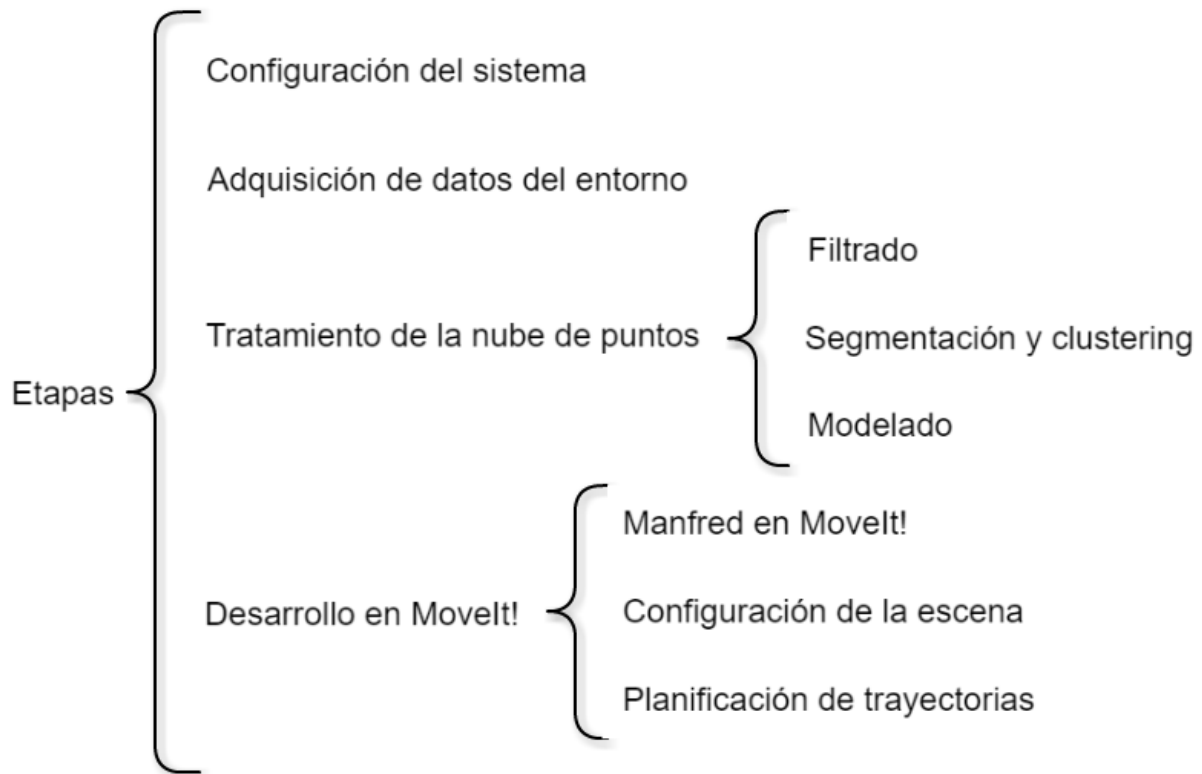 Etapas
Configuración del sistema
Adquisición de datos del entorno
Tratamiento de la nube de puntos
Filtrado
Segmentación y clustering
Modelado
Desarrollo en MoveIt!
Manfred en MoveIt!
Configuración de la escena
Planificación de trayectorias